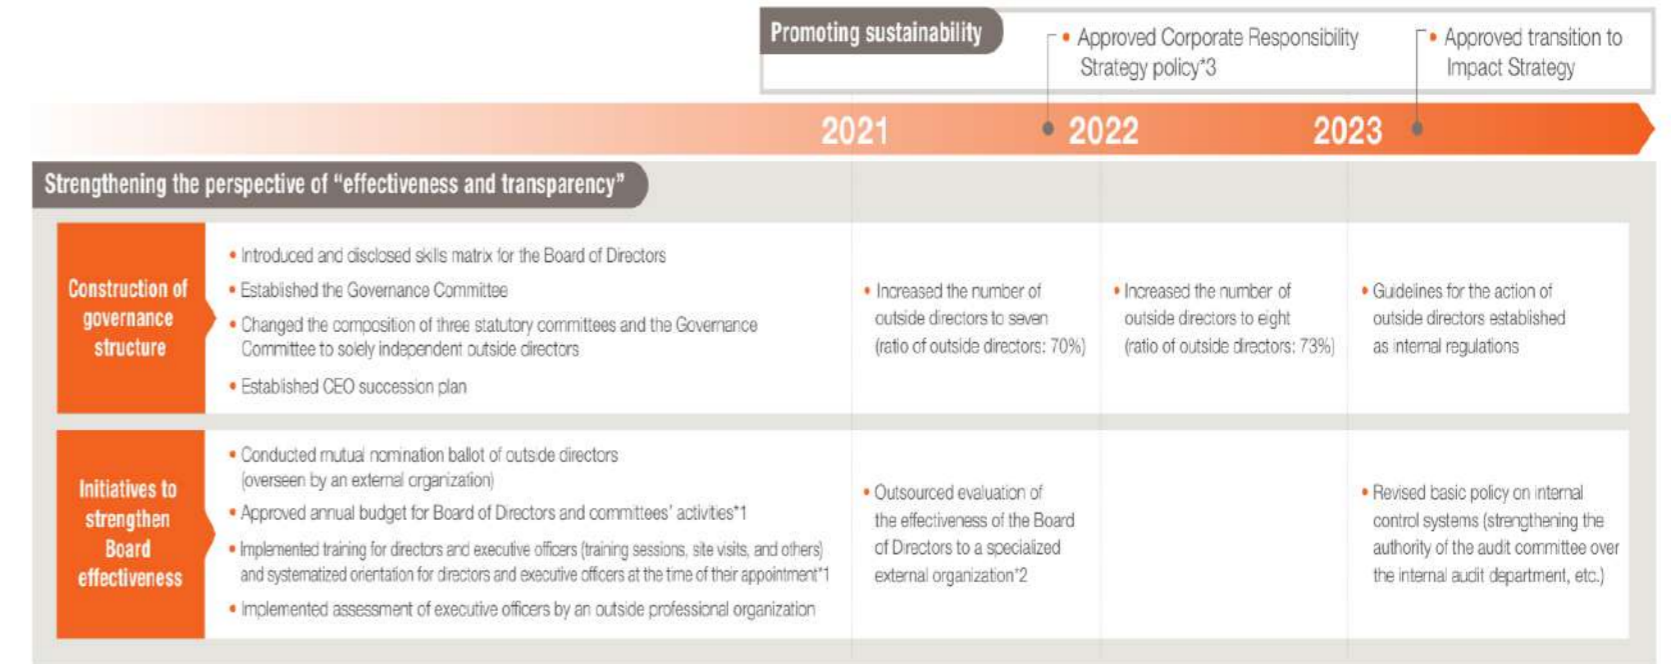 Promoting sustainability
• Approved Corporate Responsibility
Strategy policy*3
• Approved transition to
Impact Strategy
2021
2022
2023
Strengthening the perspective of “effectiveness and transparency”
Construction of
governance
structure
• Introduced and disclosed skills matrix for the Board of Directors
• Established the Governance Committee
• Changed the composition of three statutory committees and the Governance
Committee to solely independent outside directors
• Established CEO succession plan
• Increased the number of
outside directors to seven
(ratio of outside directors: 70%)
• Increased the number of
outside directors to eight
(ratio of outside directors: 73%)
• Guidelines for the action of
outside directors established
as internal regulations
Initiatives to
strengthen
Board
effectiveness
• Conducted mutual nomination ballot of outside directors
(overseen by an external organization)
• Approved annual budget for Board of Directors and committees’ activities*1
• Implemented training for directors and executive officers (training sessions, site visits, and others)
and systematized orientation for directors and executive officers at the time of their appointment*1
• Implemented assessment of executive officers by an outside professional organization
• Outsourced evaluation of
the effectiveness of the Board
of Directors to a specialized
external organization*2
• Revised basic policy on internal
control systems (strengthening the
authority of the audit committee over
the internal audit department, etc.)